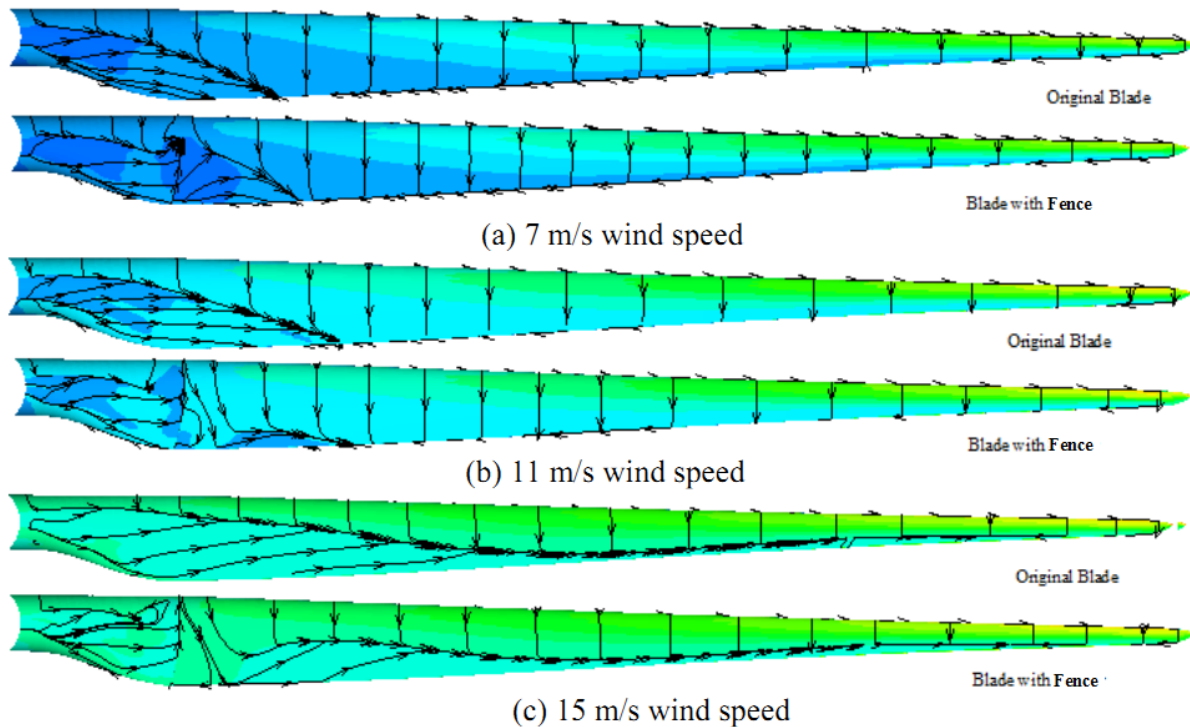 Original Blade
Blade with Fence
(a) 7 m/s wind speed
Original Blade
Blade with Fence
(b) 11 m/s wind speed
Original Blade
Blade with Fence
(c) 15 m/s wind speed